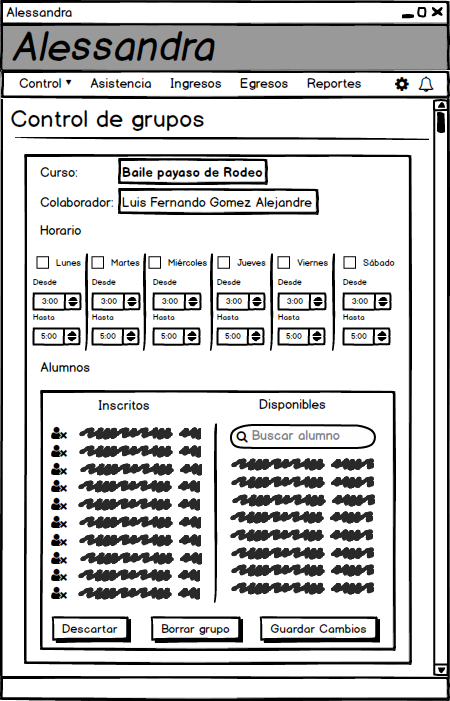 Alessandra
Alessandra
Control Asistencia Ingresos Egresos Reportes
Control de grupos
Curso: Baile payaso de Rodeo
Colaborador: Luis Fernando Gomez Alejandre
Horario
Lunes Martes Miércoles Jueves Viernes Sábado
Desde Desde Desde Desde Desde Desde
3:00 3:00 3:00 3:00 3:00 3:00
Hasta Hasta Hasta Hasta Hasta Hasta
5:00 5:00 5:00 5:00 5:00 5:00
Alumnos
Inscritos Disponibles
Buscar alumno
Descartar Borrar grupo Guardar Cambios